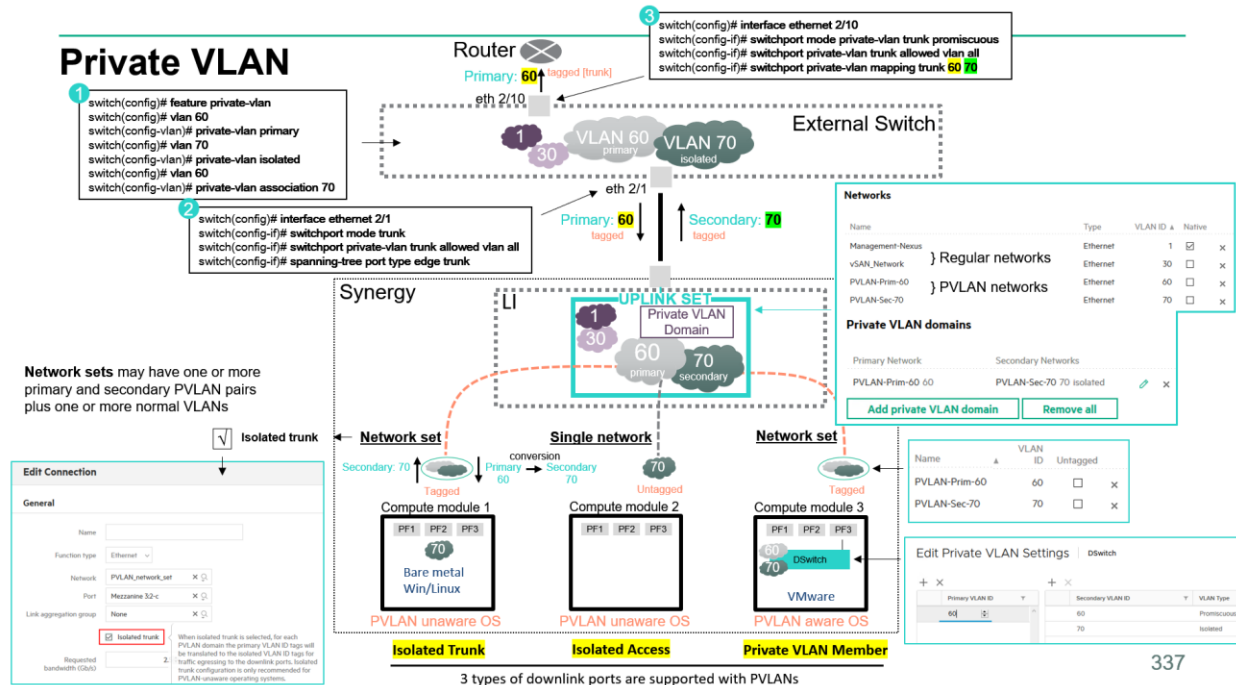 Private VLAN
1
switch(config)# feature private-vlan
switch(config)# vlan 60
switch(config-vlan)# private-vlan primary
switch(config)# vlan 70
switch(config-vlan)# private-vlan isolated
switch(config)# vlan 60
switch(config-vlan)# private-vlan association 70
2
switch(config)# interface ethernet 2/1
switch(config-if)# switchport mode trunk
switch(config-if)# switchport private-vlan trunk allowed vlan all
switch(config-if)# spanning-tree port type edge trunk
3
switch(config)# interface ethernet 2/10
switch(config-if)# switchport mode private-vlan trunk promiscuous
switch(config-if)# switchport private-vlan trunk allowed vlan all
switch(config-if)# switchport private-vlan mapping trunk 60 70
Router
Primary: 60
tagged [trunk]
eth 2/10
External Switch
1
30
VLAN 60
primary
VLAN 70
isolated
eth 2/1
Primary: 60
tagged
Secondary: 70
tagged
Networks
Name Type VLAN ID Native
Management-Nexus Ethernet 1
vSAN_Network Ethernet 30
PVLAN-Prim-60 Ethernet 60
PVLAN-Sec-70 Ethernet 70
} Regular networks
} PVLAN networks
Private VLAN domains
Primary Network Secondary Networks
PVLAN-Prim-60 60 PVLAN-Sec-70 70 isolated
Add private VLAN domain Remove all
Synergy
LI
UPLINK SET
1
30
Private VLAN
Domain
60
primary
70
secondary
Network sets may have one or more
primary and secondary PVLAN pairs
plus one or more normal VLANs
√ Isolated trunk
Network set
Single network
Network set
Secondary: 70
Primary
60
conversion
Secondary
70
Tagged
70
Untagged
Tagged
Compute module 1
PF1 PF2 PF3
70
Bare metal
Win/Linux
PVLAN unaware OS
Isolated Trunk
Compute module 2
PF1 PF2 PF3
PVLAN unaware OS
Isolated Access
Compute module 3
PF1 PF2 PF3
60
70
DSwitch
VMware
PVLAN aware OS
Private VLAN Member
3 types of downlink ports are supported with PVLANs
Name VLAN ID Untagged
PVLAN-Prim-60 60
PVLAN-Sec-70 70
Edit Private VLAN Settings DSwitch
Primary VLAN ID
60
Secondary VLAN ID VLAN Type
60 Promiscuous
70 Isolated
Edit Connection
General
Name
Function type Ethernet
Network PVLAN_network_set
Port Mezzanine 3:2-c
Link aggregation group None
Isolated trunk
When isolated trunk is selected, for each
PVLAN domain the primary VLAN ID tags will
be translated to the isolated VLAN ID tags for
traffic egressing to the downlink ports. Isolated
trunk configuration is only recommended for
PVLAN-unaware operating systems.
Requested
bandwidth (Gb/s)
2.
337